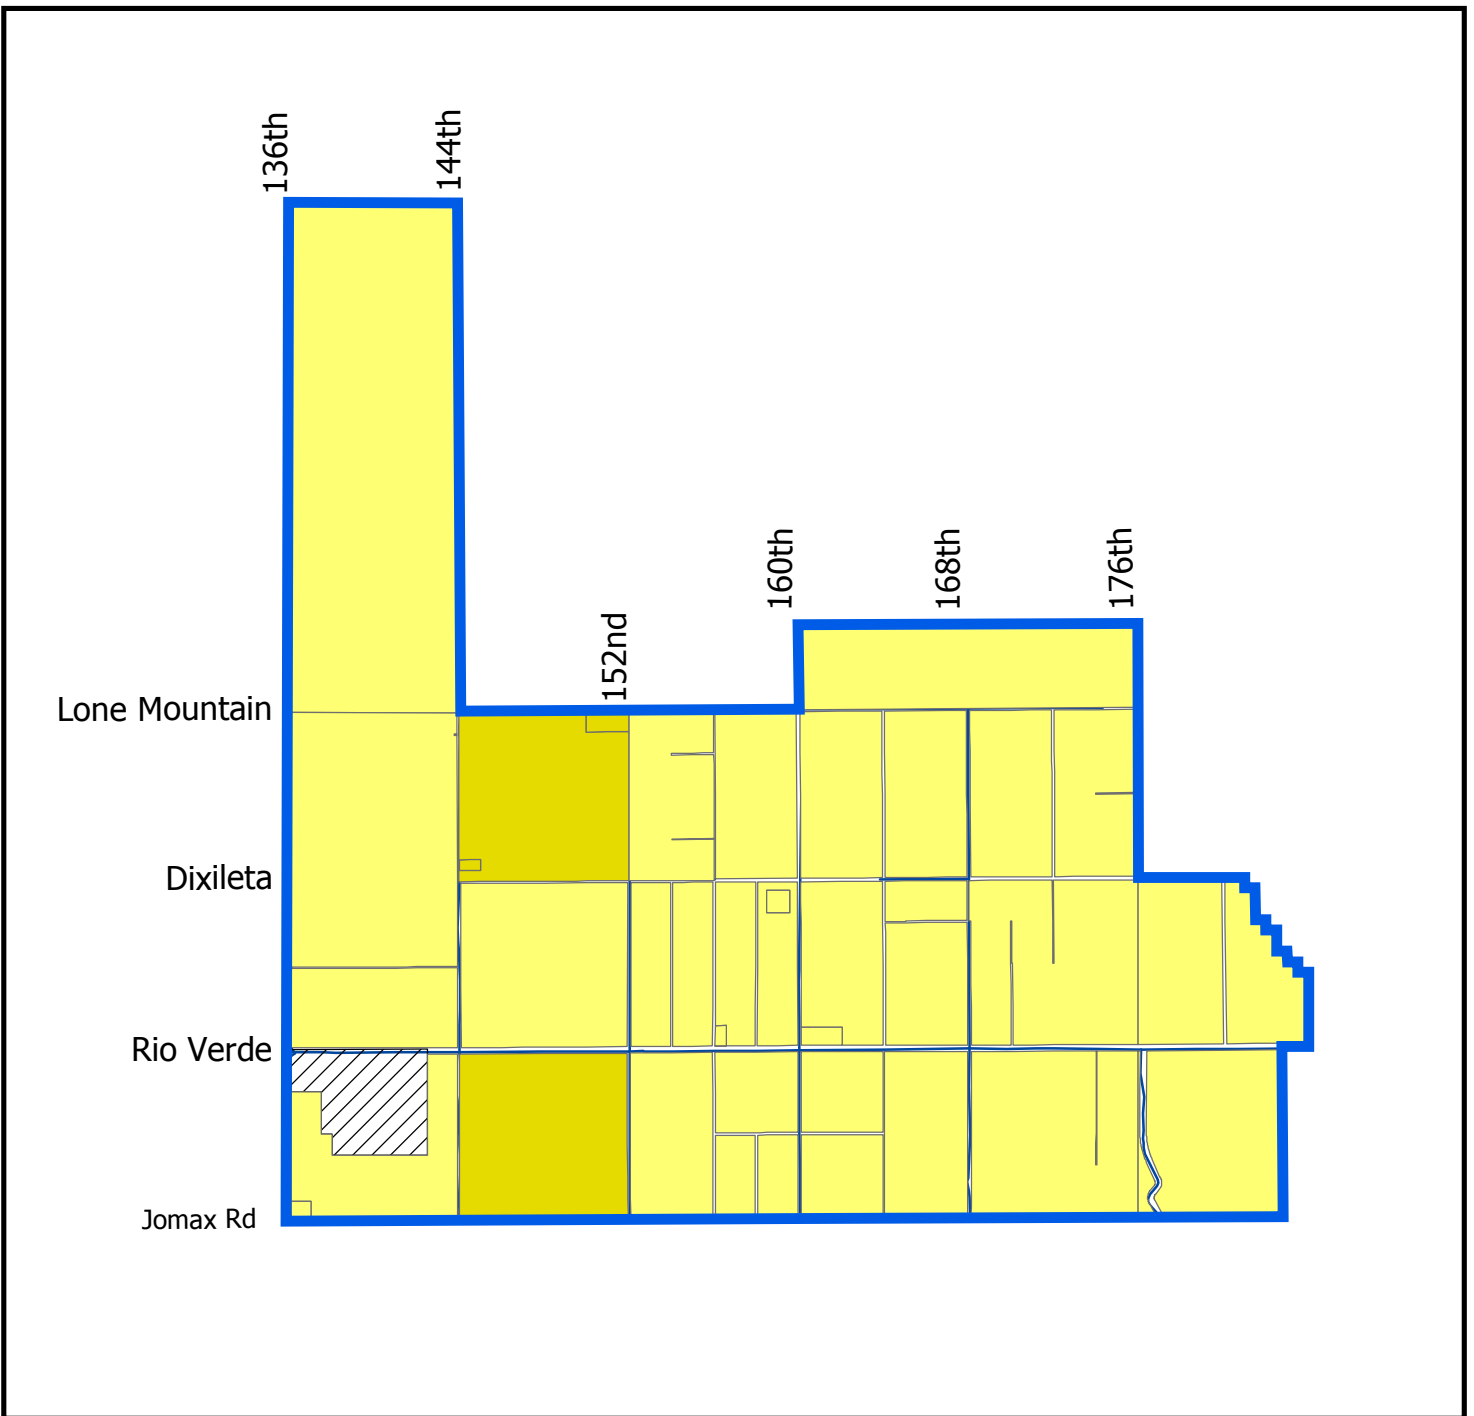 136th
144th
160th
168th
176th
152nd
Lone Mountain
Dixileta
Rio Verde
Jomax Rd